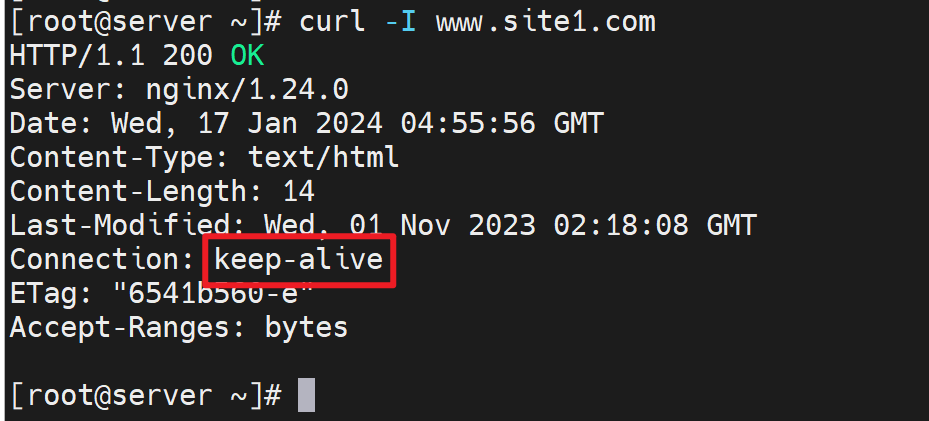 [root@server ~]# curl -I www.site1.com
HTTP/1.1 200 OK
Server: nginx/1.24.0
Date: Wed, 17 Jan 2024 04:55:56 GMT
Content-Type: text/html
Content-Length: 14
Last-Modified: Wed, 01 Nov 2023 02:18:08 GMT
Connection: keep-alive
ETag: "6541b560-e"
Accept-Ranges: bytes
[root@server ~]#